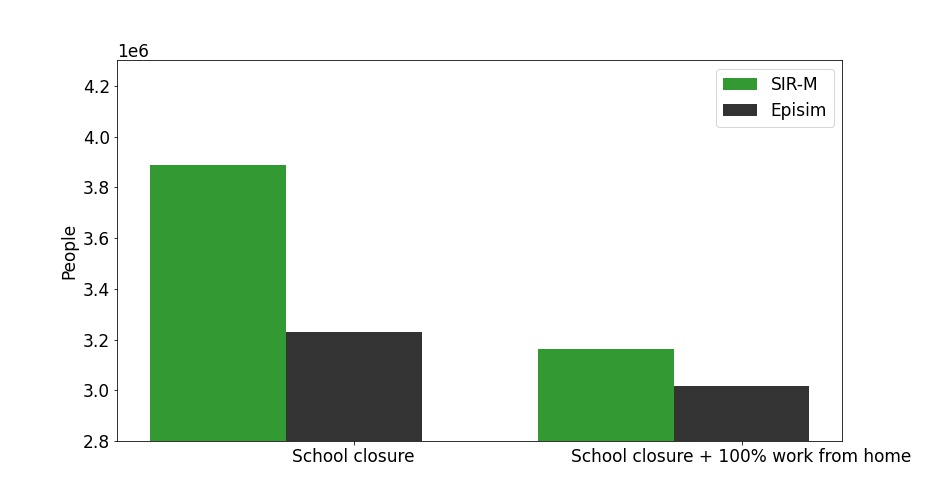 1e6
4.2
4.0
3.8
3.6
3.4
3.2
3.0
2.8
People
SIR-M
Episim
School closure
School closure + 100% work from home